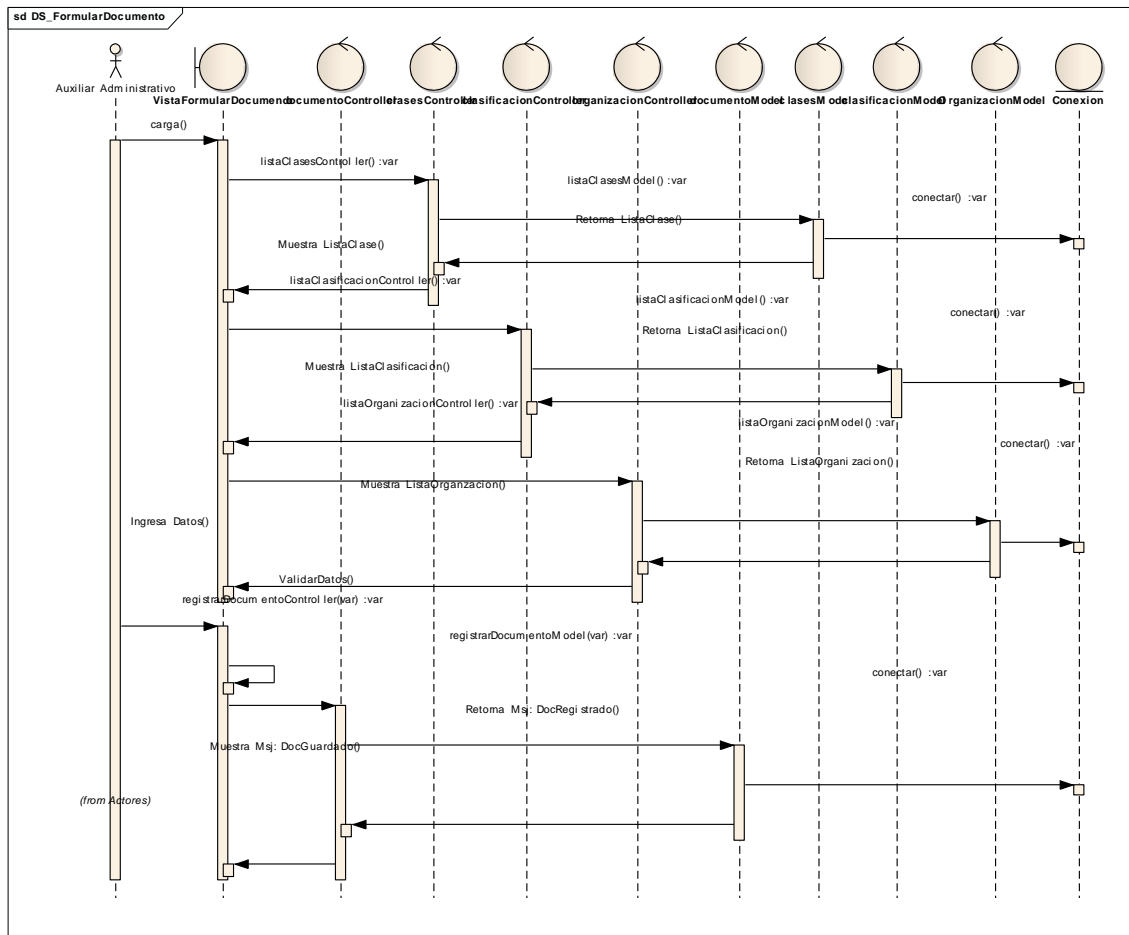 sd DS_FormularDocumento
Auxiliar Administrativo
VistaFormularDocumento
documentoController
clasesController
clasificacionController
organizacionController
documentoModel
clasesModel
clasificacionModel
OrganizacionModel
Conexion
carga()
listaClasesController() :var
listaClasesModel() :var
conectar() :var
Retorna ListaClase()
Muestra ListaClase()
listaClasificacionController() :var
listaClasificacionModel() :var
conectar() :var
Retorna ListaClasificacion()
Muestra ListaClasificacion()
listaOrganizacionController() :var
listaOrganizacionModel() :var
conectar() :var
Retorna ListaOrganizacion()
Muestra ListaOrganzacion()
Ingresa Datos()
ValidarDatos()
registrarDocumentoController(var) :var
registrarDocumentoModel(var) :var
conectar() :var
Retorna Msj: DocRegistrado()
Muestra Msj: DocGuardado()
(from Actores)